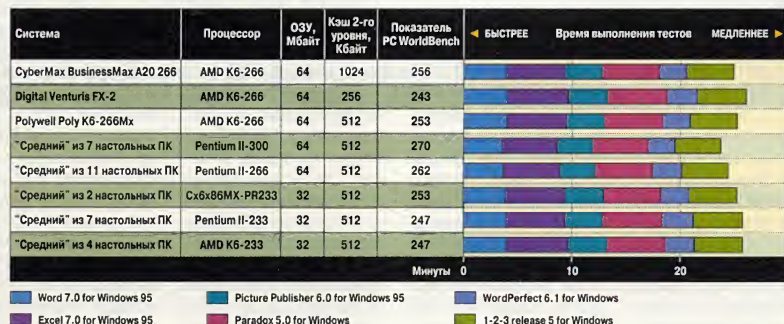 Система Процессор ОЗУ, Мбайт Кэш 2-го уровня, Кбайт Показатель PC WorldBench БЫСТРЕЕ Время выполнения тестов МЕДЛЕННЕЕ
CyberMax BusinessMax A20 266 AMD K6-266 64 1024 256
Digital Venturis FX-2 AMD K6-266 64 256 243
Polywell Poly K6-266Mx AMD K6-266 64 512 253
"Средний" из 7 настольных ПК Pentium II-300 64 512 270
"Средний" из 11 настольных ПК Pentium II-266 64 512 262
"Средний" из 2 настольных ПК Cx6x86MX-PR233 32 512 253
"Средний" из 7 настольных ПК Pentium II-233 32 512 247
"Средний" из 4 настольных ПК AMD K6-233 32 512 247
Минуты 0 10 20
Word 7.0 for Windows 95 Picture Publisher 6.0 for Windows 95 WordPerfect 6.1 for Windows
Excel 7.0 for Windows 95 Paradox 5.0 for Windows 1-2-3 release 5 for Windows